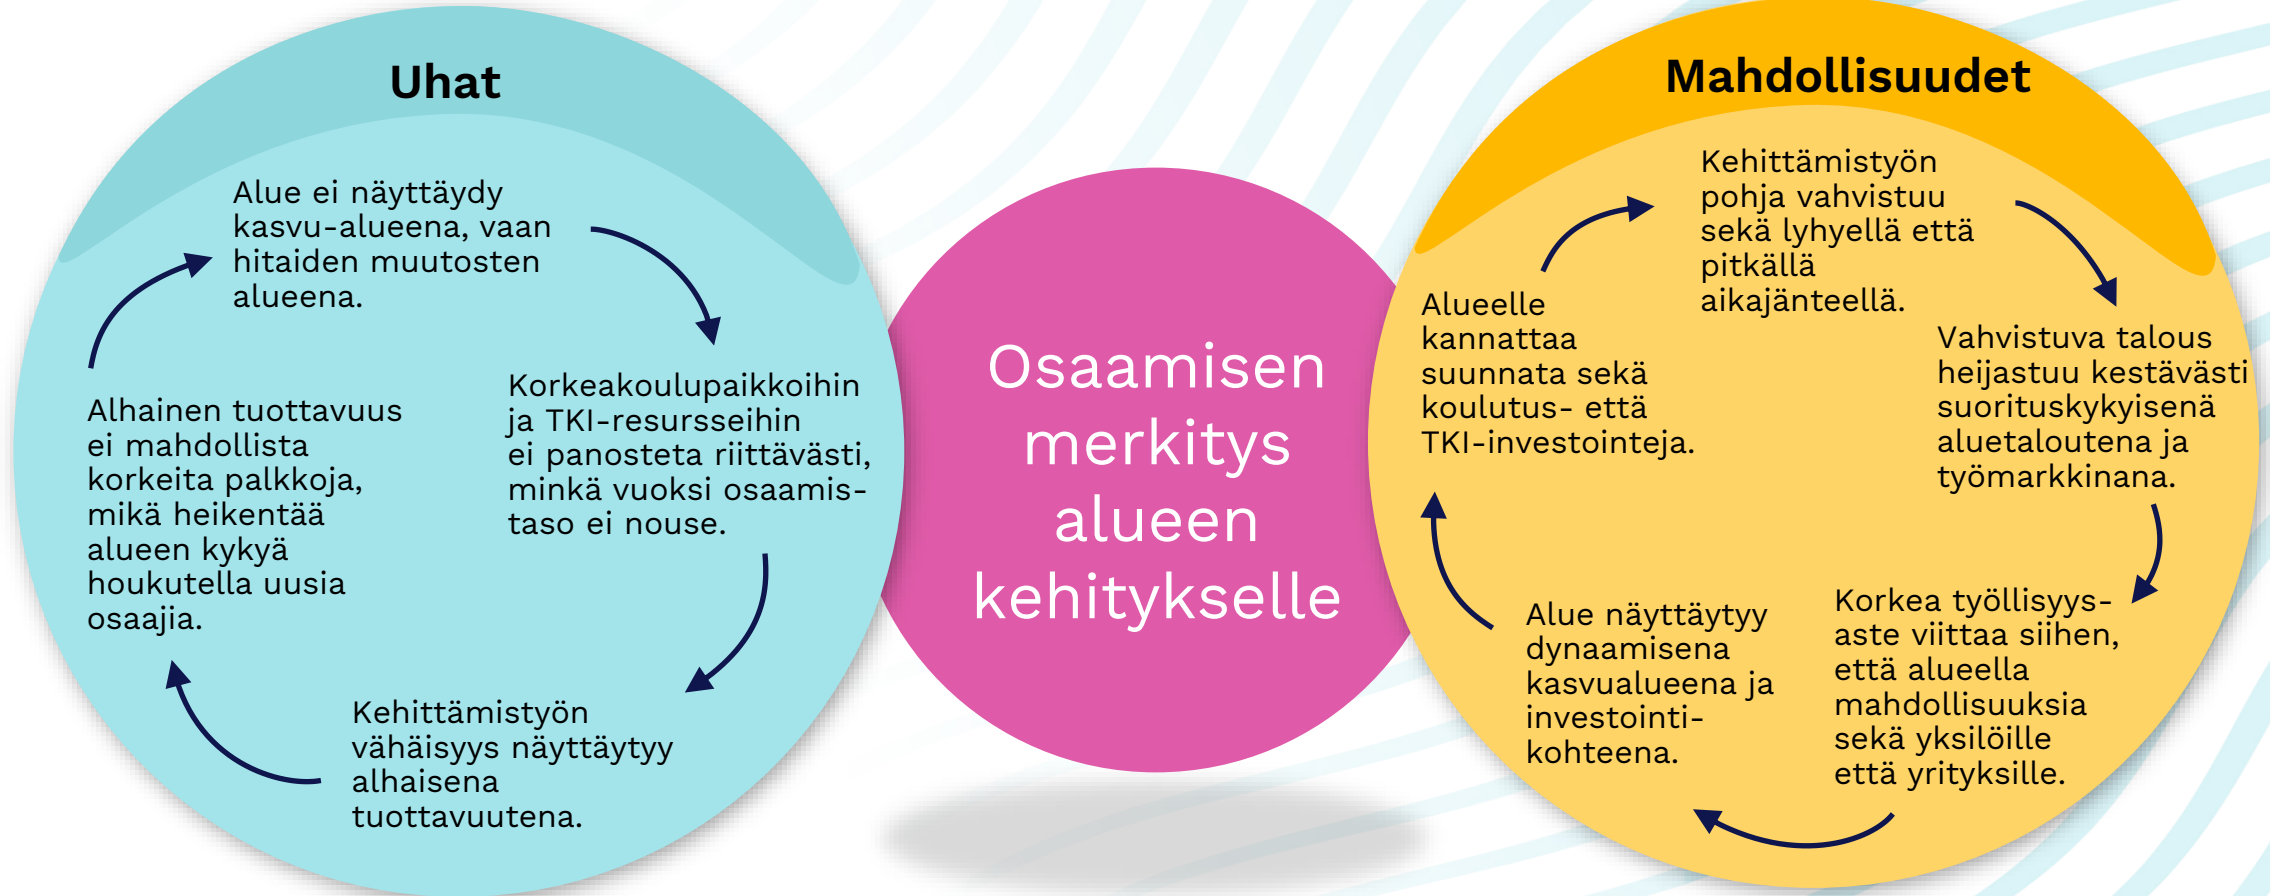 Uhat
Alue ei näyttäydy
kasvu-alueena, vaan
hitaiden muutosten
alueena.
Korkeakoulupaikkoihin
ja TKI-resursseihin
ei panosteta riittävästi,
minkä vuoksi osaamis-
taso ei nouse.
Kehittämistyön
vähäisyys näyttäytyy
alhaisena
tuottavuutena.
Alhainen tuottavuus
ei mahdollista
korkeita palkkoja,
mikä heikentää
alueen kykyä
houkutella uusia
osaajia.
Osaamisen
merkitys
alueen
kehitykselle
Mahdollisuudet
Kehittämistyön
pohja vahvistuu
sekä lyhyellä että
pitkällä
aikajänteellä.
Vahvistuva talous
heijastuu kestävästi
suorituskykyisenä
aluetaloutena ja
työmarkkinana.
Korkea työllisyys-
aste viittaa siihen,
että alueella
mahdollisuuksia
sekä yksilöille
että yrityksille.
Alue näyttäytyy
dynaamisena
kasvualueena ja
investointi-
kohteena.
Alueelle
kannattaa
suunnata sekä
koulutus- että
TKI-investointeja.